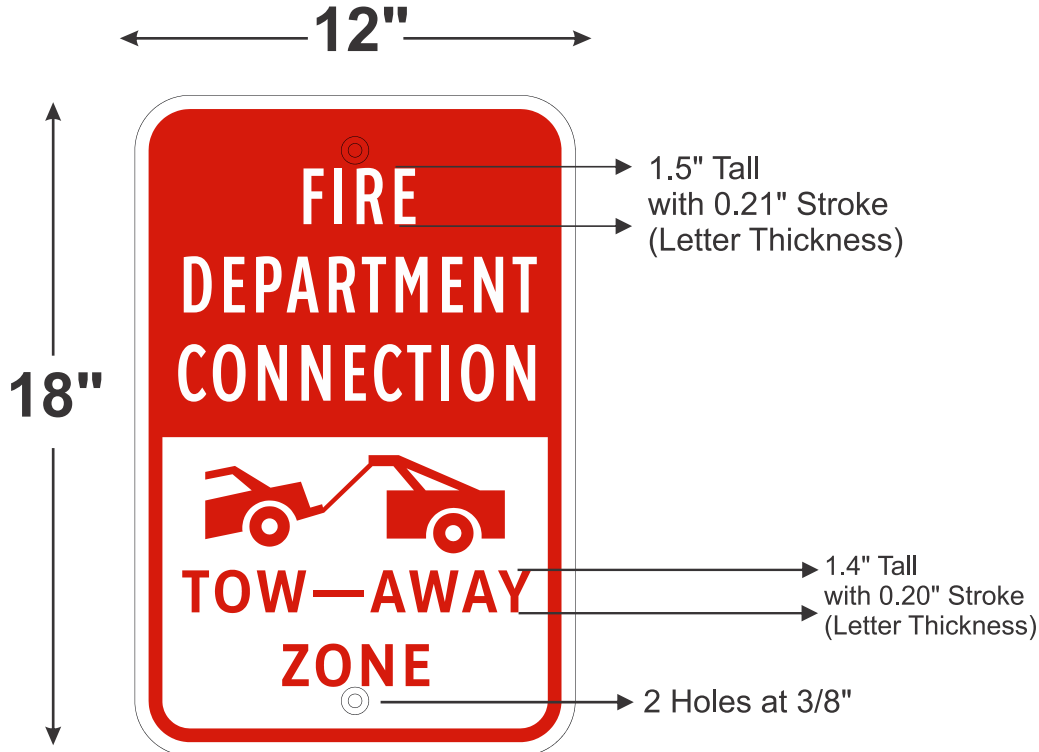 12"
18"
FIRE
DEPARTMENT
CONNECTION
1.5" Tall
with 0.21" Stroke
(Letter Thickness)
TOW—AWAY
ZONE
1.4" Tall
with 0.20" Stroke
(Letter Thickness)
2 Holes at 3/8"